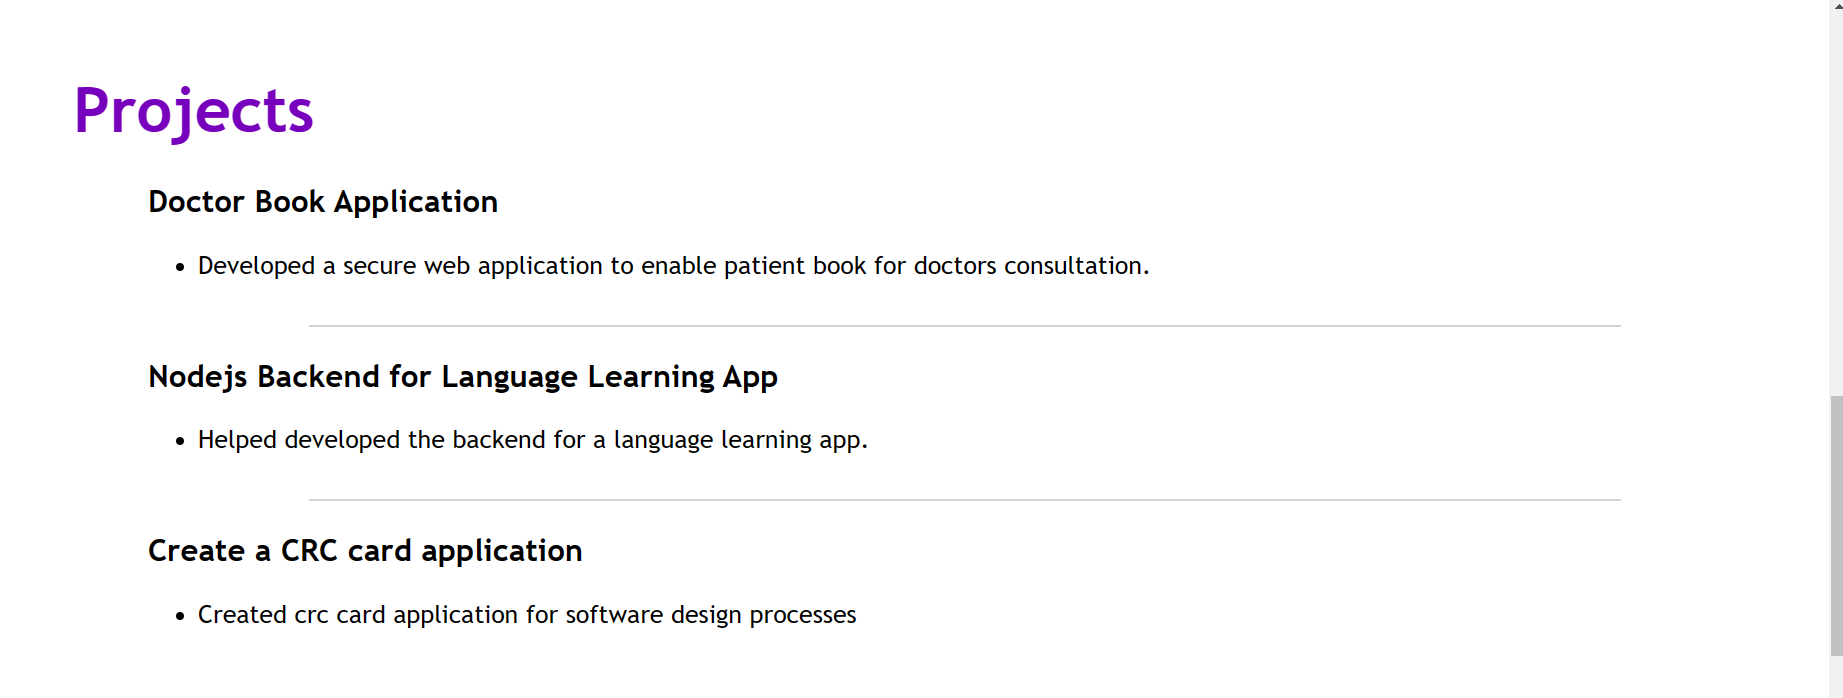 Projects
Doctor Book Application
Developed a secure web application to enable patient book for doctors consultation.
Nodejs Backend for Language Learning App
Helped developed the backend for a language learning app.
Create a CRC card application
Created crc card application for software design processes